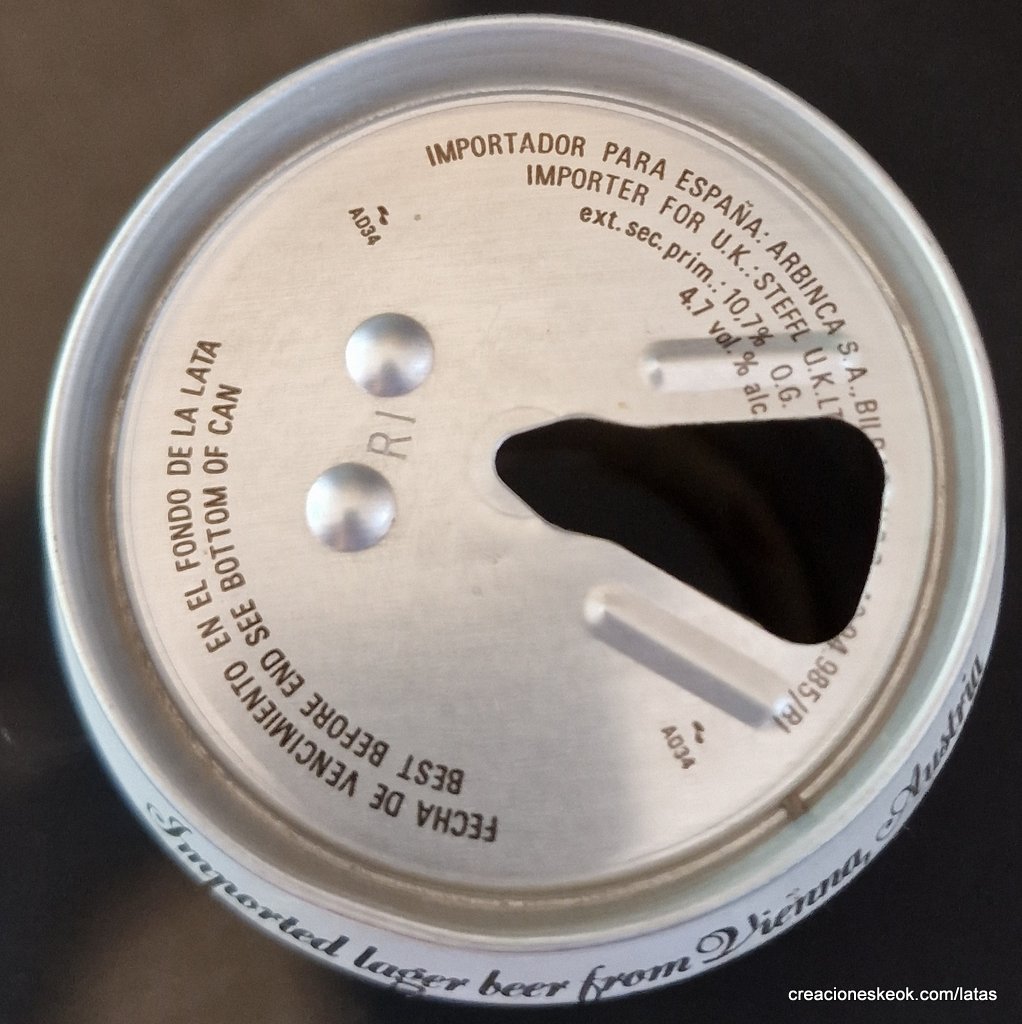 IMPORTADOR PARA ESPAÑA: ARBINCA S.A., 94.985/BI
IMPORTER FOR U.K.: STEFFL U.K.
ext. sec. prim.: 10,7% O.G.
4.7 vol. % alc
AD34
RI
FECHA DE VENCIMIENTO EN EL FONDO DE LA LATA
BEST BEFORE END SEE BOTTOM OF CAN
AD34
Imported lager beer from Vienna, Austria
creacioneskeok.com/latas